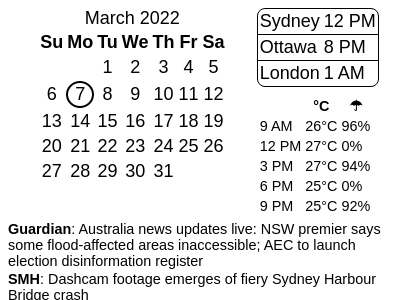 March 2022
Su Mo Tu We Th Fr Sa
1 2 3 4 5
6 7 8 9 10 11 12
13 14 15 16 17 18 19
20 21 22 23 24 25 26
27 28 29 30 31
Sydney 12 PM
Ottawa 8 PM
London 1 AM
°C ☂
9 AM 26°C 96%
12 PM 27°C 0%
3 PM 27°C 94%
6 PM 25°C 0%
9 PM 25°C 92%
Guardian: Australia news updates live: NSW premier says
some flood-affected areas inaccessible; AEC to launch
election disinformation register
SMH: Dashcam footage emerges of fiery Sydney Harbour
Bridge crash